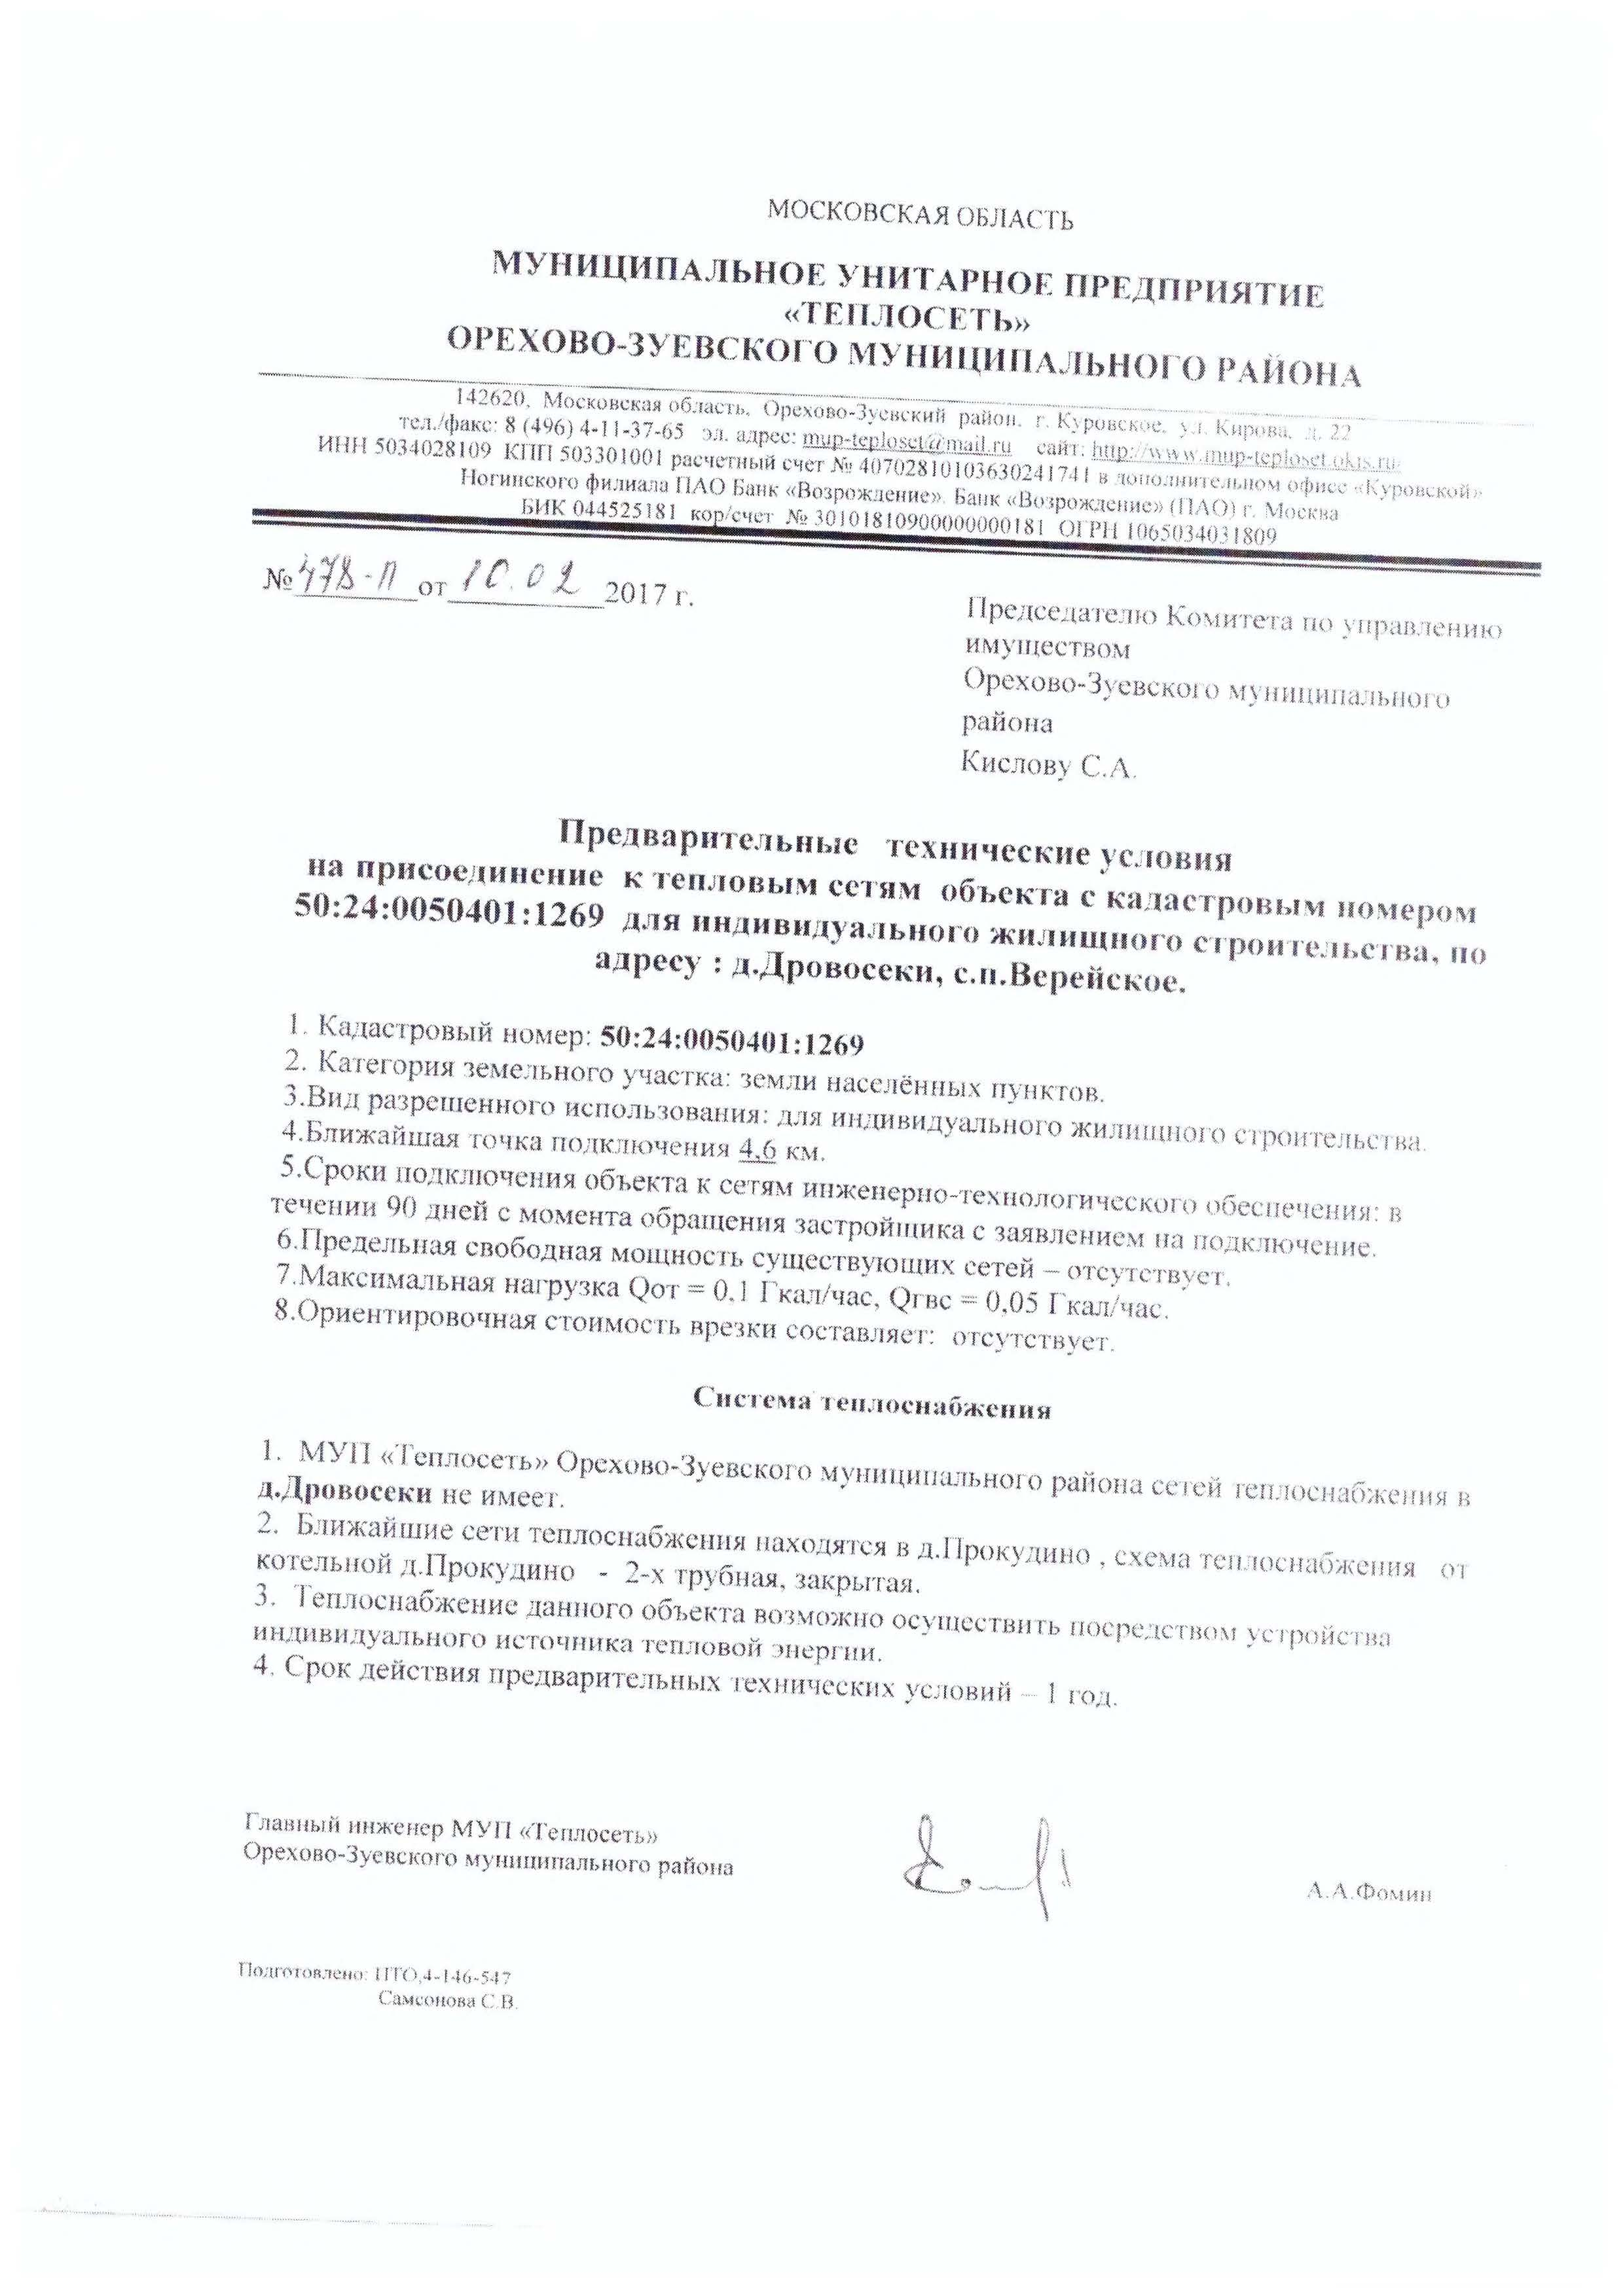 МОСКОВСКАЯ ОБЛАСТЬ
МУНИЦИПАЛЬНОЕ УНИТАРНОЕ ПРЕДПРИЯТИЕ
«ТЕПЛОСЕТЬ»
ОРЕХОВО-ЗУЕВСКОГО МУНИЦИПАЛЬНОГО РАЙОНА
142620, Московская область, Орехово-Зуевский район, г. Куровское, ул. Кирова, д. 22
тел./факс: 8 (496) 4-11-37-65 эл. адрес: mup-teploset@mail.ru сайт: http://www.mup-teploset.okis.ru/
ИНН 5034028109 КПП 503301001 расчетный счет № 40702810103630241741 в дополнительном офисе «Куровской»
Ногинского филиала ПАО Банк «Возрождение». Банк «Возрождение» (ПАО) г. Москва
БИК 044525181 кор/счет № 30101810900000000181 ОГРН 1065034031809
№ 478-П от 10.02 2017 г.
Председателю Комитета по управлению
имуществом
Орехово-Зуевского муниципального
района
Кислову С.А.
Предварительные технические условия
на присоединение к тепловым сетям объекта с кадастровым номером
50:24:0050401:1269 для индивидуального жилищного строительства, по
адресу : д.Дровосеки, с.п.Верейское.
1. Кадастровый номер: 50:24:0050401:1269
2. Категория земельного участка: земли населённых пунктов.
3.Вид разрешенного использования: для индивидуального жилищного строительства.
4.Ближайшая точка подключения 4,6 км.
5.Сроки подключения объекта к сетям инженерно-технологического обеспечения: в
течении 90 дней с момента обращения застройщика с заявлением на подключение.
6.Предельная свободная мощность существующих сетей – отсутствует.
7.Максимальная нагрузка Qот = 0,1 Гкал/час, Qгвс = 0,05 Гкал/час.
8.Ориентировочная стоимость врезки составляет: отсутствует.
Система теплоснабжения
1. МУП «Теплосеть» Орехово-Зуевского муниципального района сетей теплоснабжения в
д.Дровосеки не имеет.
2. Ближайшие сети теплоснабжения находятся в д.Прокудино , схема теплоснабжения от
котельной д.Прокудино - 2-х трубная, закрытая.
3. Теплоснабжение данного объекта возможно осуществить посредством устройства
индивидуального источника тепловой энергии.
4. Срок действия предварительных технических условий – 1 год.
Главный инженер МУП «Теплосеть»
Орехово-Зуевского муниципального района
А.А.Фомин
Подготовлено: ПТО,4-146-547
Самсонова С.В.